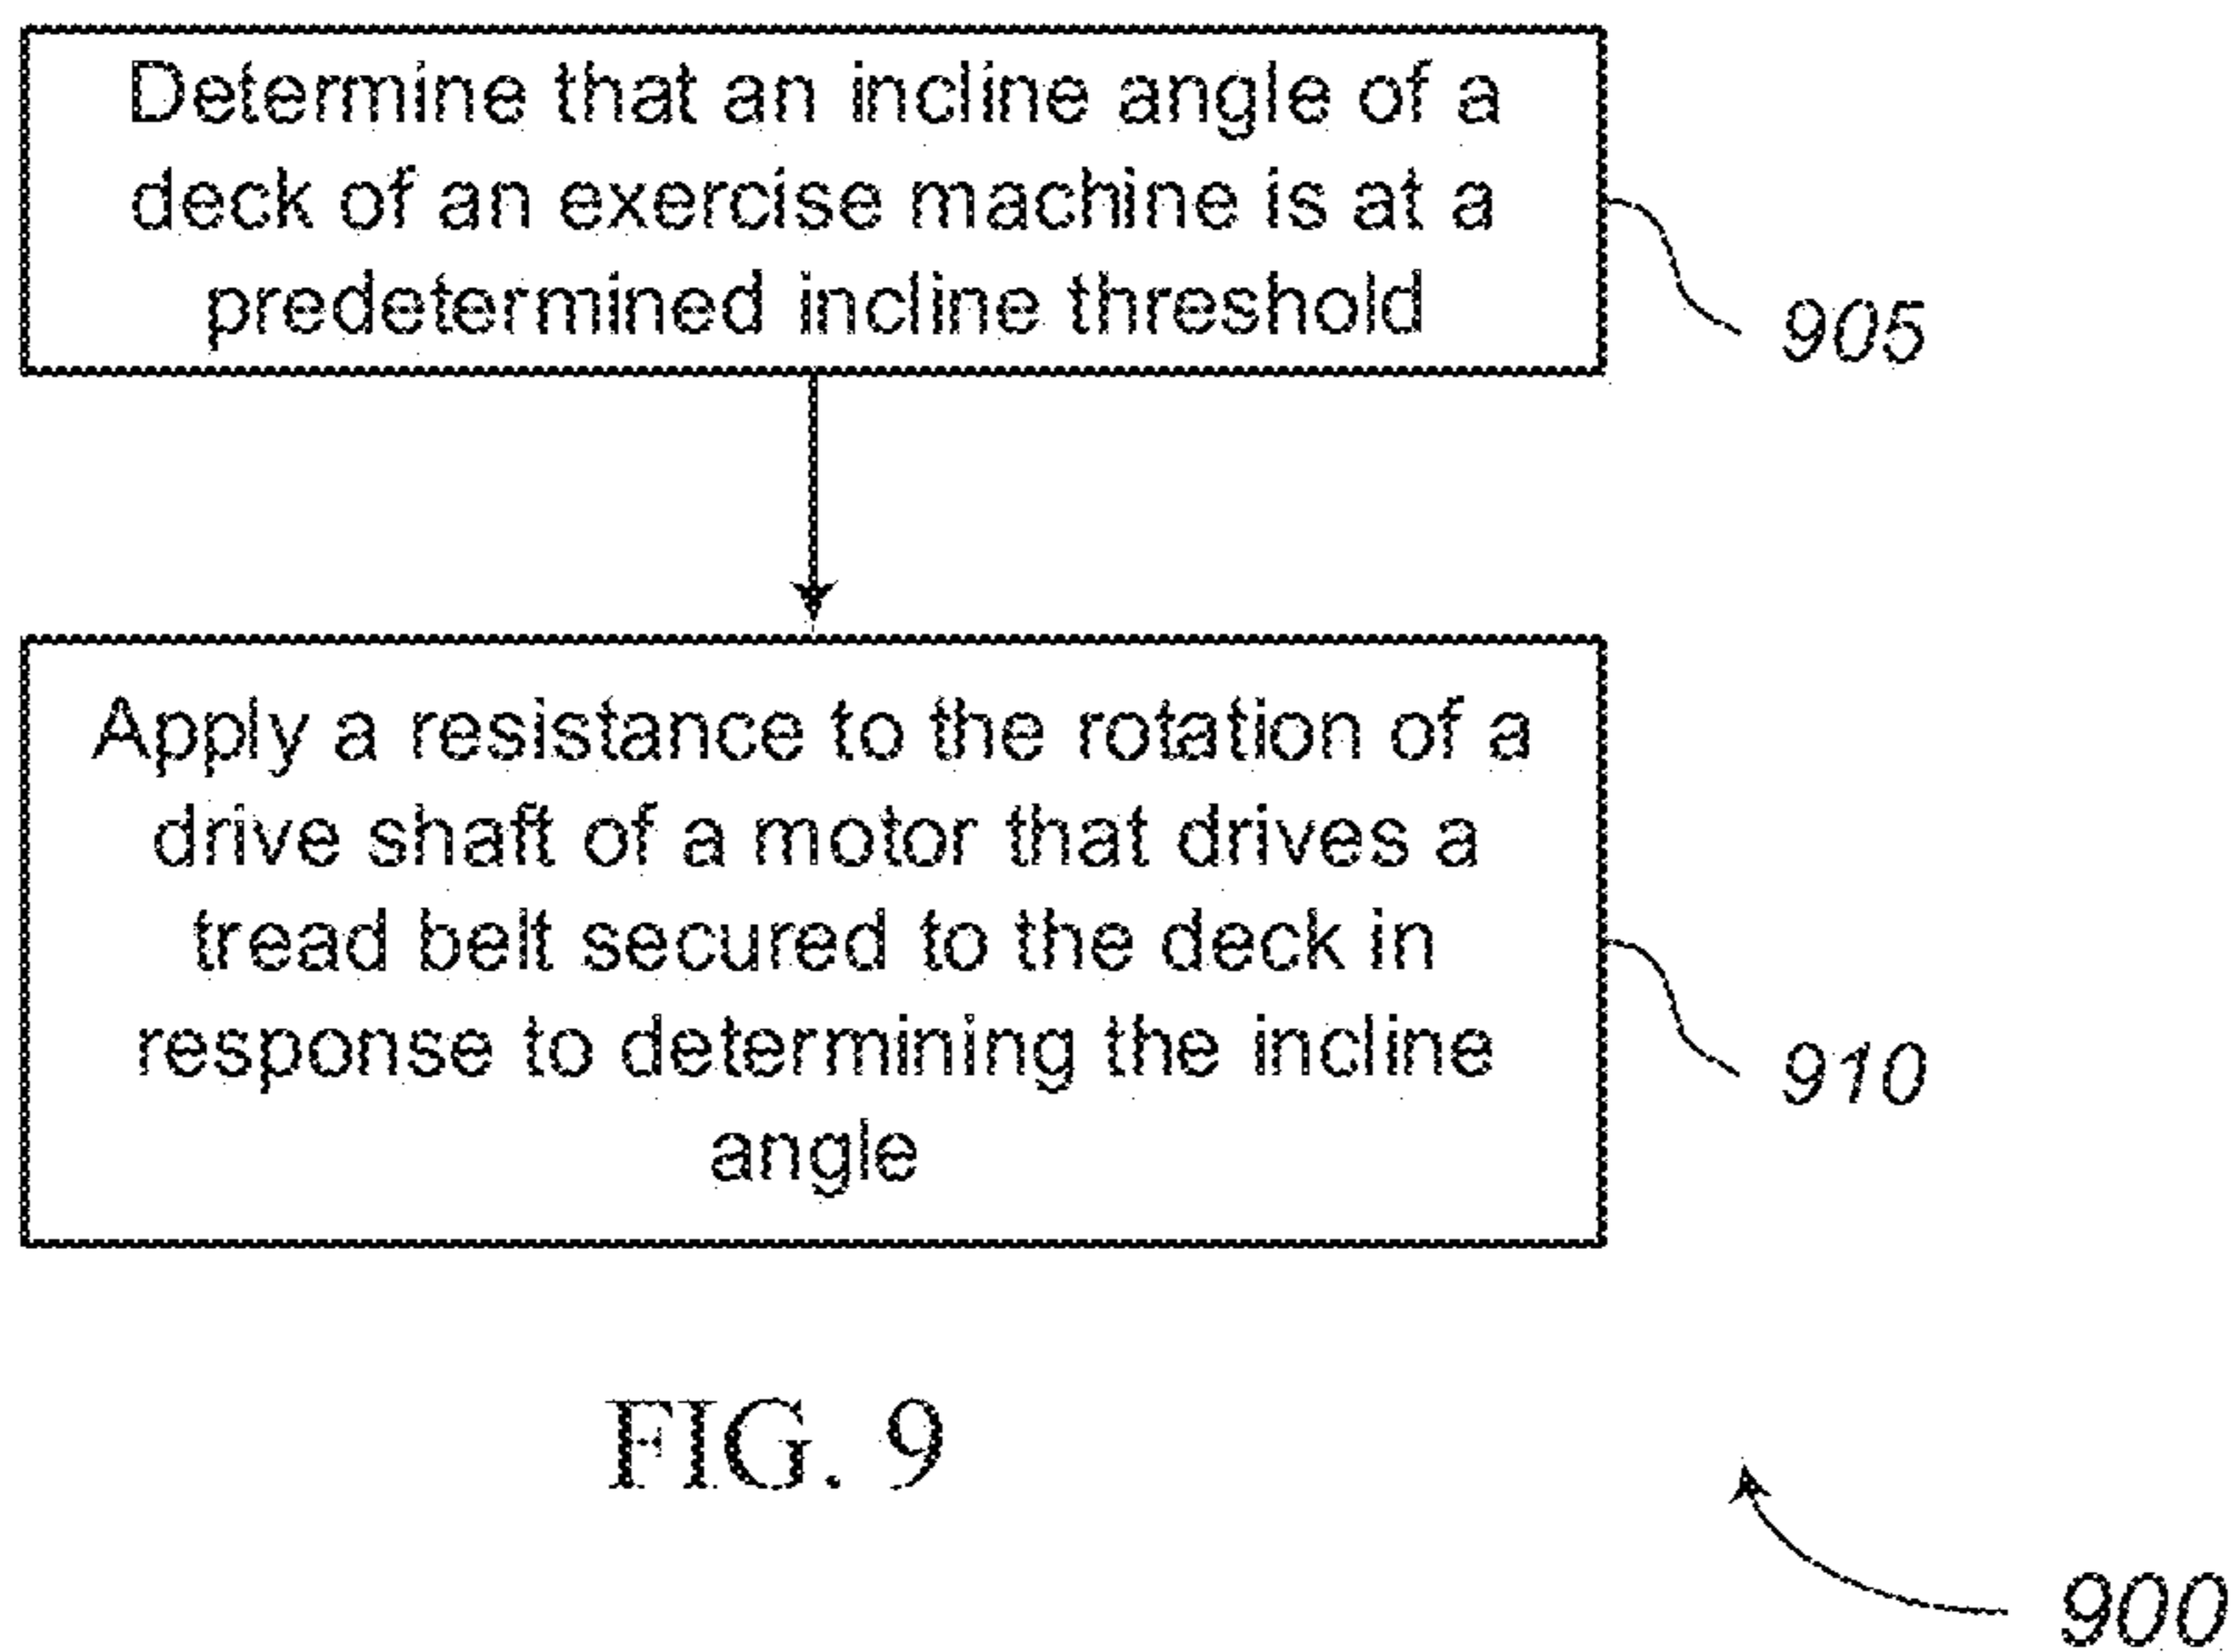 Determine that an incline angle of a
deck of an exercise machine is at a
predetermined incline threshold
905
Apply a resistance to the rotation of a
drive shaft of a motor that drives a
tread belt secured to the deck in
response to determining the incline
angle
910
FIG. 9
900